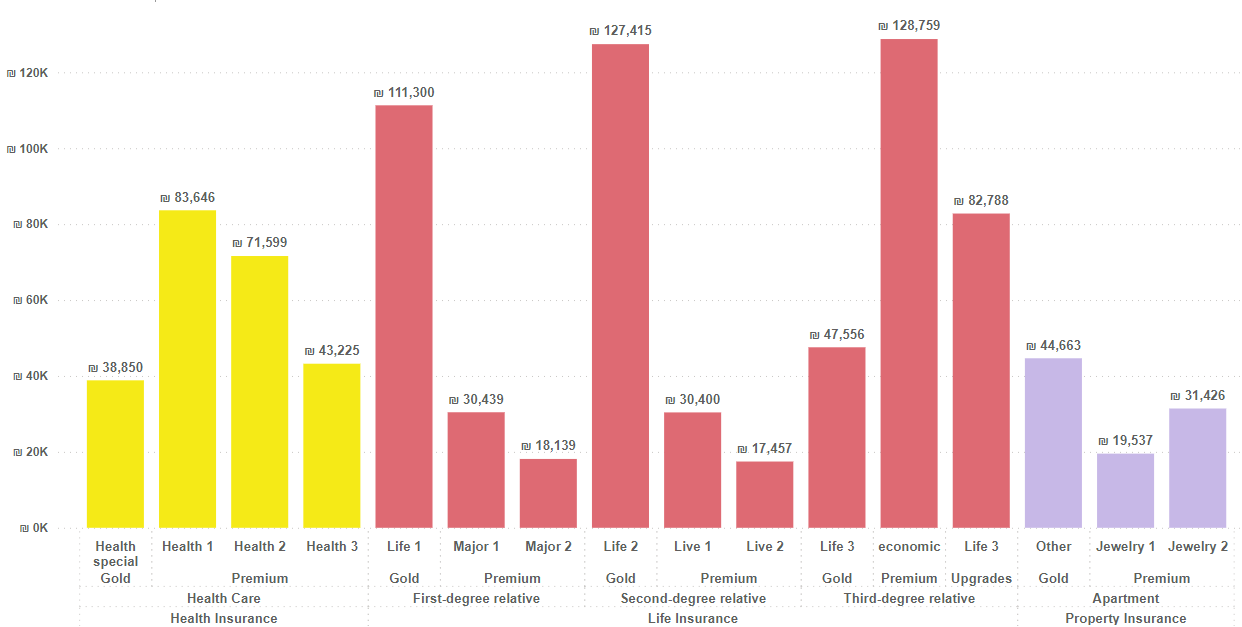 ₪ 128,759
₪ 127,415
₪ 120K
₪ 111,300
₪ 100K
₪ 83,646
₪ 82,788
₪ 80K
₪ 71,599
₪ 60K
₪ 47,556
₪ 44,663
₪ 43,225
₪ 40K
₪ 38,850
₪ 31,426
₪ 30,439
₪ 30,400
₪ 20K
₪ 19,537
₪ 18,139
₪ 17,457
₪ 0K
Health special Health 1 Health 2 Health 3 Life 1 Major 1 Major 2 Life 2 Live 1 Live 2 Life 3 economic Life 3 Other Jewelry 1 Jewelry 2
Gold Premium Gold Premium Gold Premium Gold Premium Upgrades Gold Premium
Health Care First-degree relative Second-degree relative Third-degree relative Apartment
Health Insurance Life Insurance Property Insurance